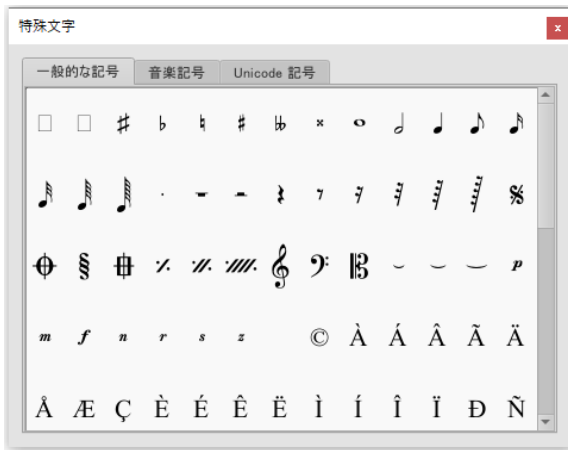 特殊文字
x
一般的な記号 音楽記号 Unicode 記号
□ □ ♯ ♭ ♮ ♯ 𝄫 𝄪 𝅝 𝅗𝅥 𝅘𝅥 𝅘𝅥𝅮 𝅘𝅥𝅯
𝅘𝅥𝅰 𝅘𝅥𝅱 𝅘𝅥𝅲 . 𝄻 𝄼 𝄽 𝄾 𝄿 𝅀 𝅁 𝅂 𝄋
𝄌 § 𝄎 𝄍 𝄞 𝄢 𝄡 ‿ ‿ ‿ p
m f n r s z © À Á Â Ã Ä
Å Æ Ç È É Ê Ë Ì Í Î Ï Ð Ñ